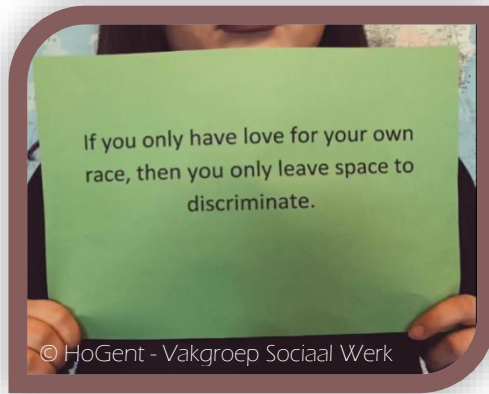 If you only have love for your own
race, then you only leave space to
discriminate.
© HoGent - Vakgroep Sociaal Werk